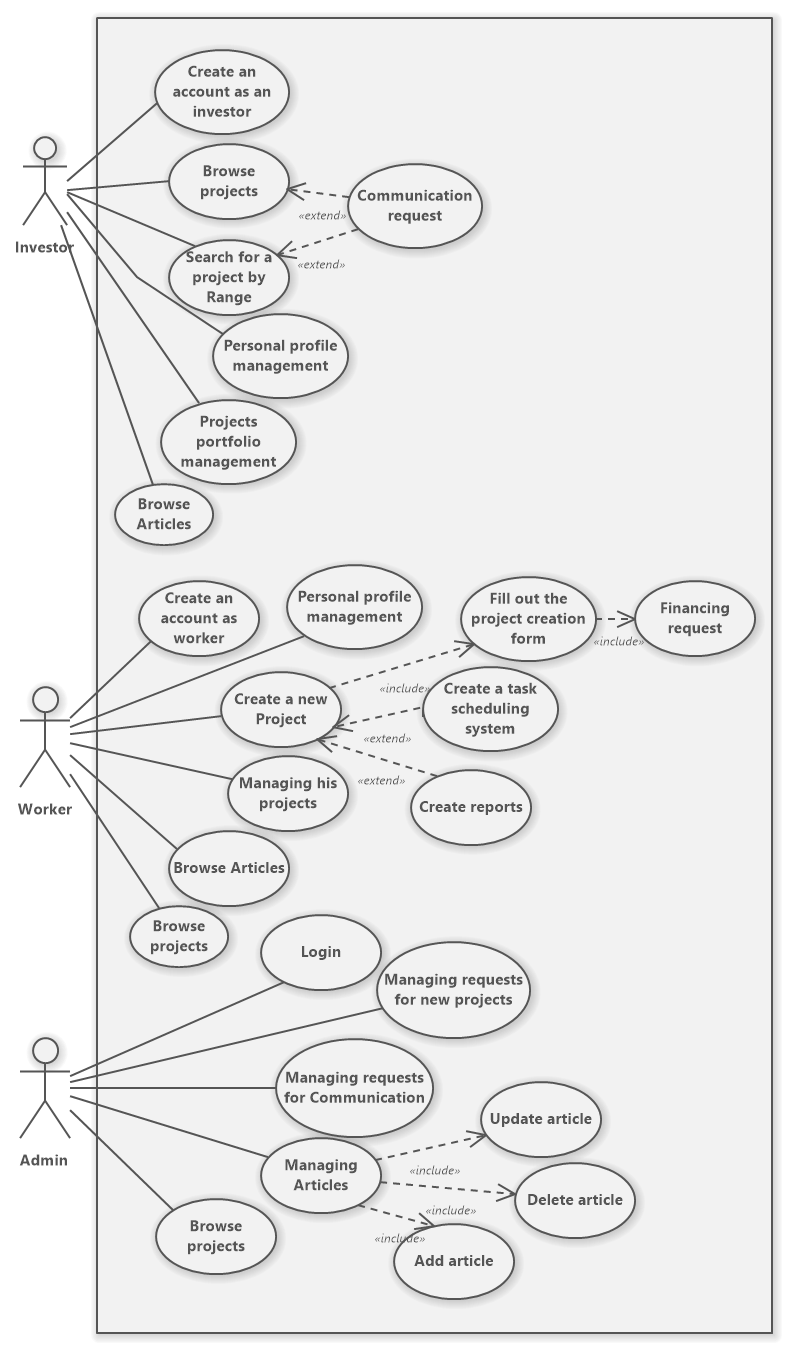 Create an
account as an
investor
Browse
projects
Communication
request
«extend»
Investor
Search for a
project by
Range
«extend»
Personal profile
management
Projects
portfolio
management
Browse
Articles
Create an
account as
worker
Personal profile
management
Fill out the
project creation
form
Financing
request
«include»
Create a new
Project
«include»
Create a task
scheduling
system
«extend»
Worker
Managing his
projects
«extend»
Create reports
Browse Articles
Browse
projects
Login
Managing requests
for new projects
Managing requests
for Communication
Update article
Admin
Managing
Articles
«include»
Delete article
«include»
Browse
projects
«include»
Add article